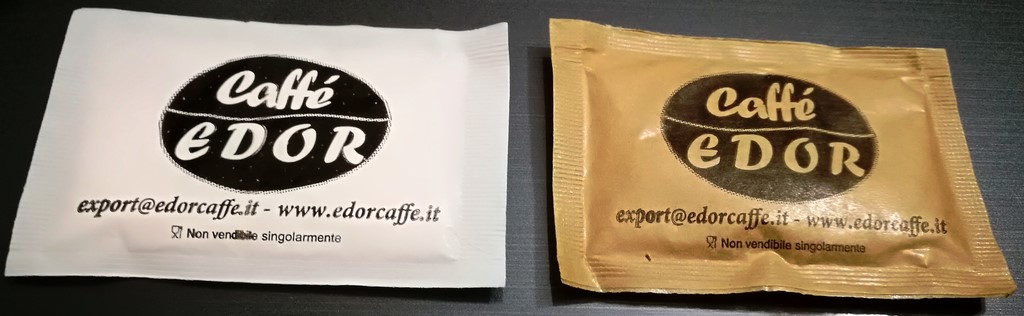 Caffé
EDOR
export@edorcaffe.it - www.edorcaffe.it
Non vendibile singolarmente
Caffé
EDOR
export@edorcaffe.it - www.edorcaffe.it
Non vendibile singolarmente